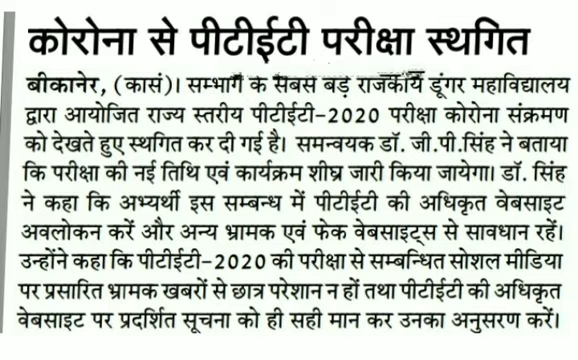 कोरोना से पीटीईटी परीक्षा स्थगित
बीकानेर, (कासं)। सम्भाग के सबसे बड़े राजकीय डूंगर महाविद्यालय
द्वारा आयोजित राज्य स्तरीय पीटीईटी-2020 परीक्षा कोरोना संक्रमण
को देखते हुए स्थगित कर दी गई है। समन्वयक डॉ. जी.पी.सिंह ने बताया
कि परीक्षा की नई तिथि एवं कार्यक्रम शीघ्र जारी किया जायेगा। डॉ. सिंह
ने कहा कि अभ्यर्थी इस सम्बन्ध में पीटीईटी की अधिकृत वेबसाइट
अवलोकन करें और अन्य भ्रामक एवं फेक वेबसाइट्स से सावधान रहें।
उन्होंने कहा कि पीटीईटी-2020 की परीक्षा से सम्बन्धित सोशल मीडिया
पर प्रसारित भ्रामक खबरों से छात्र परेशान न हों तथा पीटीईटी की अधिकृत
वेबसाइट पर प्रदर्शित सूचना को ही सही मान कर उनका अनुसरण करें।